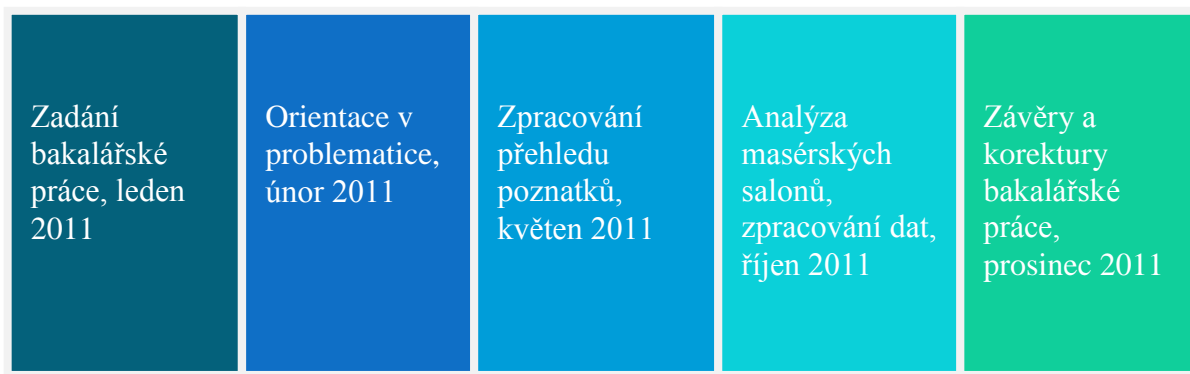 Zadání
bakalářské
práce, leden
2011
Orientace v
problematice,
únor 2011
Zpracování
přehledu
poznatků,
květen 2011
Analýza
masérských
salonů,
zpracování dat,
říjen 2011
Závěry a
korektury
bakalářské
práce,
prosinec 2011